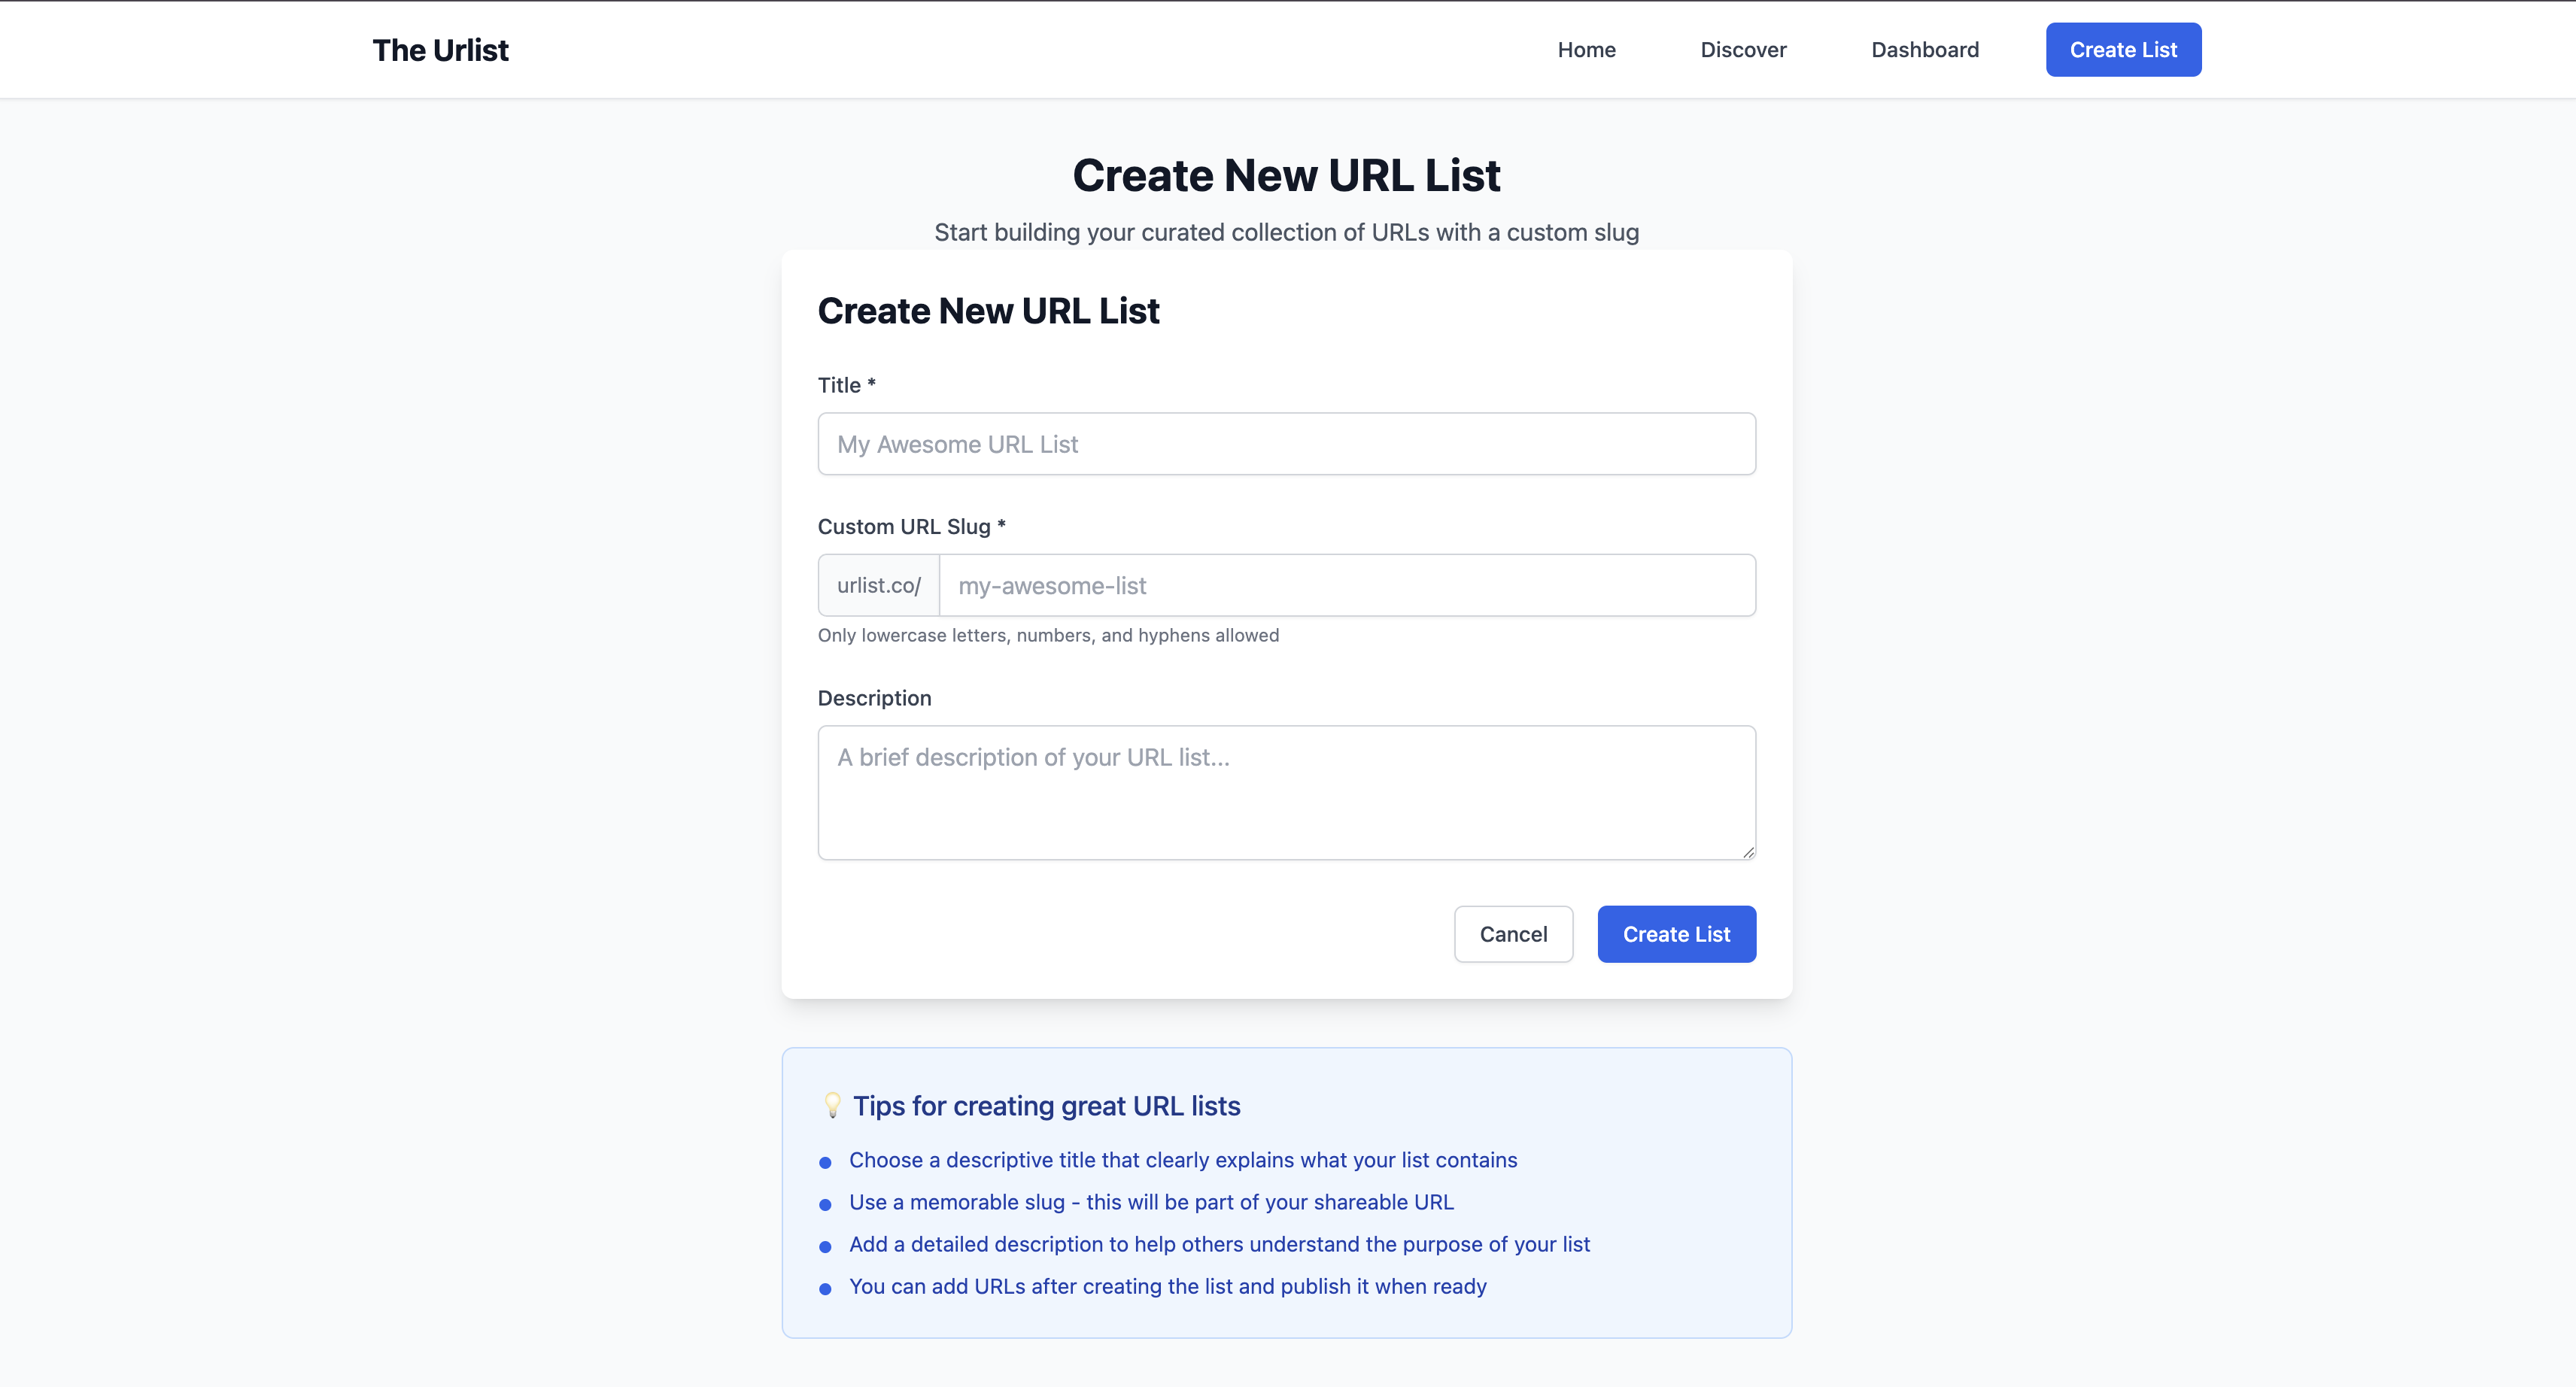 The Urlist
Home
Discover
Dashboard
Create List
Create New URL List
Start building your curated collection of URLs with a custom slug
Create New URL List
Title *
My Awesome URL List
Custom URL Slug *
urlist.co/
my-awesome-list
Only lowercase letters, numbers, and hyphens allowed
Description
A brief description of your URL list...
Cancel
Create List
💡 Tips for creating great URL lists
Choose a descriptive title that clearly explains what your list contains
Use a memorable slug - this will be part of your shareable URL
Add a detailed description to help others understand the purpose of your list
You can add URLs after creating the list and publish it when ready